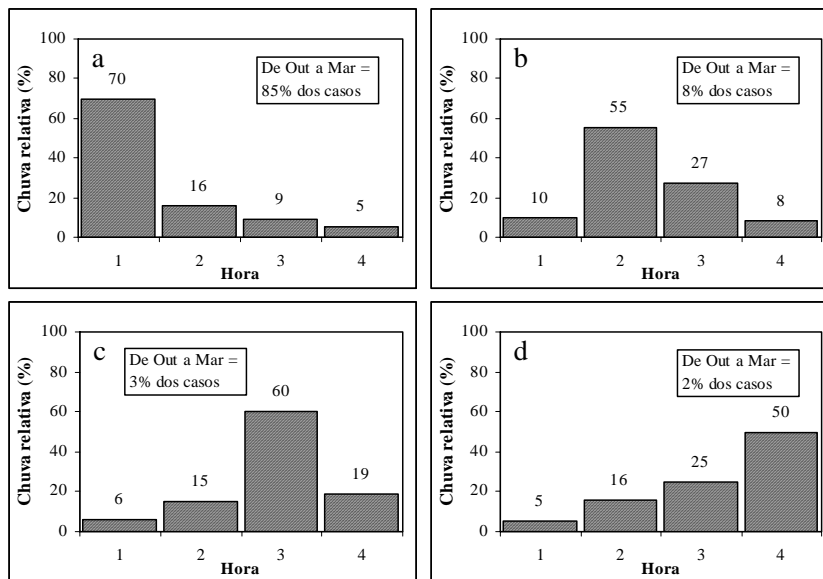 a
De Out a Mar =
85% dos casos
Chuva relativa (%)
100
80
60
40
20
0
70
16
9
5
1 2 3 4
Hora
b
De Out a Mar =
8% dos casos
Chuva relativa (%)
100
80
60
40
20
0
10
55
27
8
1 2 3 4
Hora
c
De Out a Mar =
3% dos casos
Chuva relativa (%)
100
80
60
40
20
0
6
15
60
19
1 2 3 4
Hora
d
De Out a Mar =
2% dos casos
Chuva relativa (%)
100
80
60
40
20
0
5
16
25
50
1 2 3 4
Hora